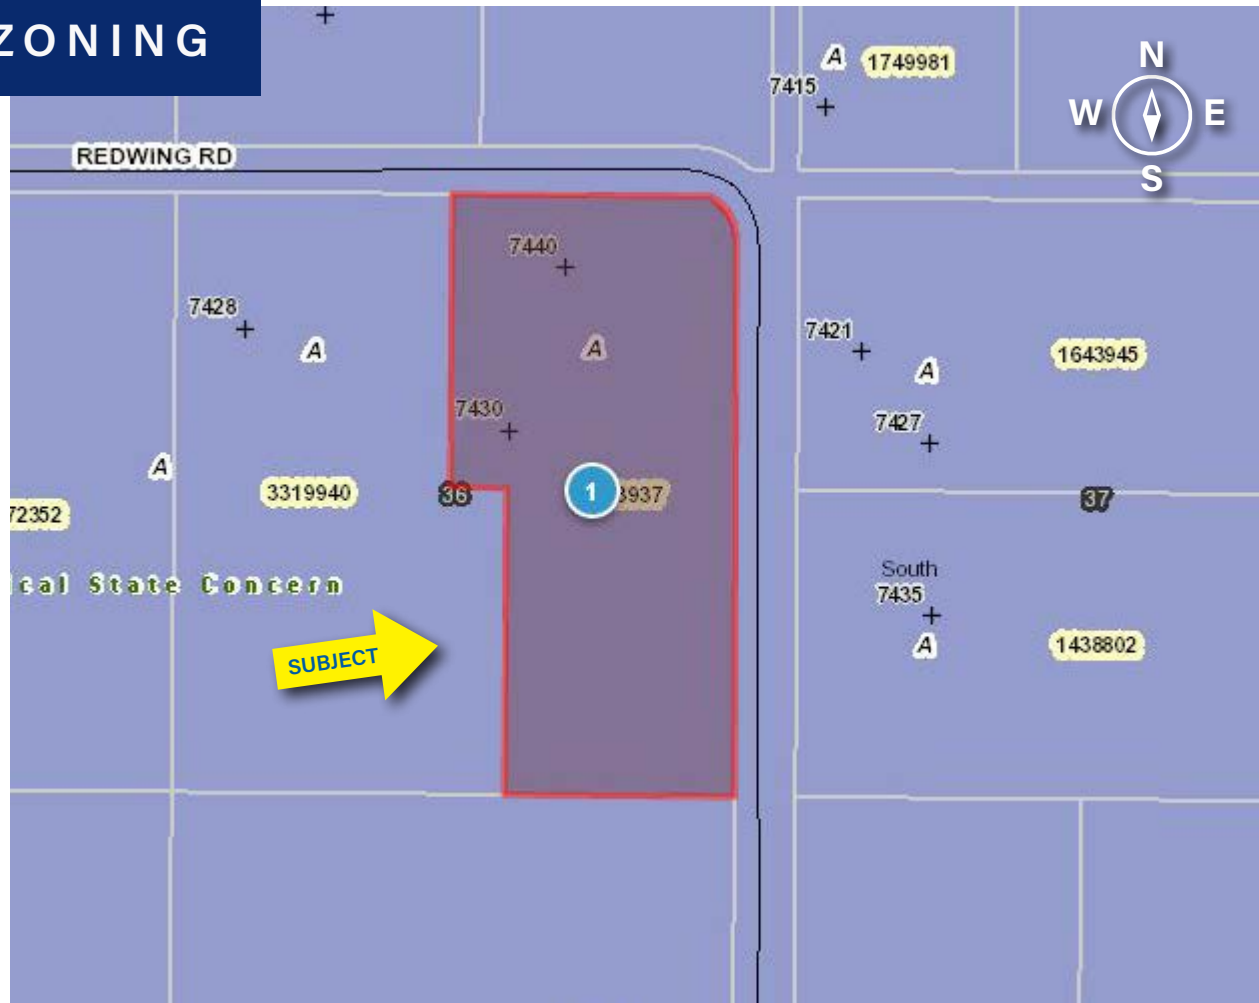 ZONING
N
W E
S
A 1749981
7415
REDWING RD
7440
7428
A
A
7421
A
1643945
7430
7427
A
3319940
36
1
3937
37
72352
ical State Concern
South
7435
A
1438802
SUBJECT